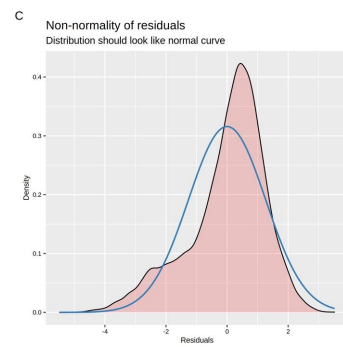 C
Non-normality of residuals
Distribution should look like normal curve
0.4
0.3
0.2
0.1
0.0
Density
-4
-2
0
2
Residuals